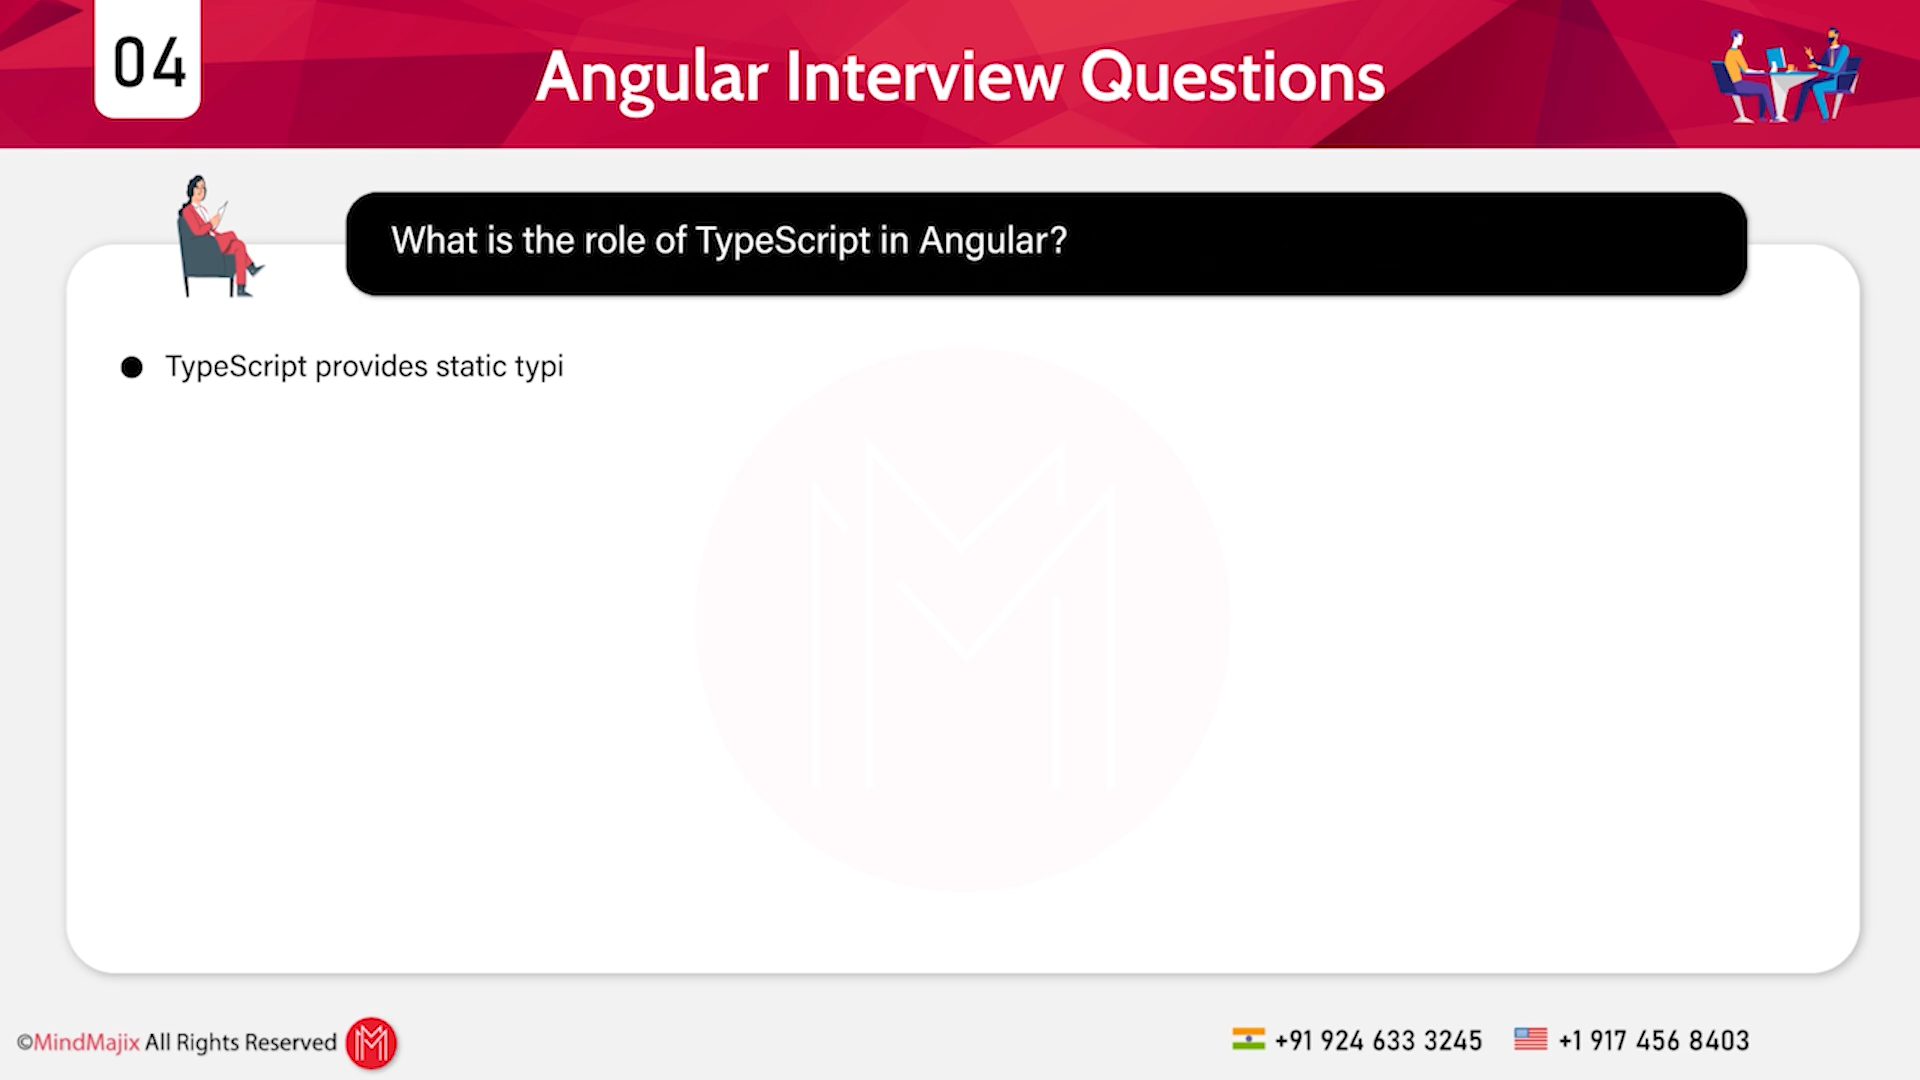 04
Angular Interview Questions
What is the role of TypeScript in Angular?
● TypeScript provides static typi
©MindMajix All Rights Reserved
+91 924 633 3245
+1 917 456 8403